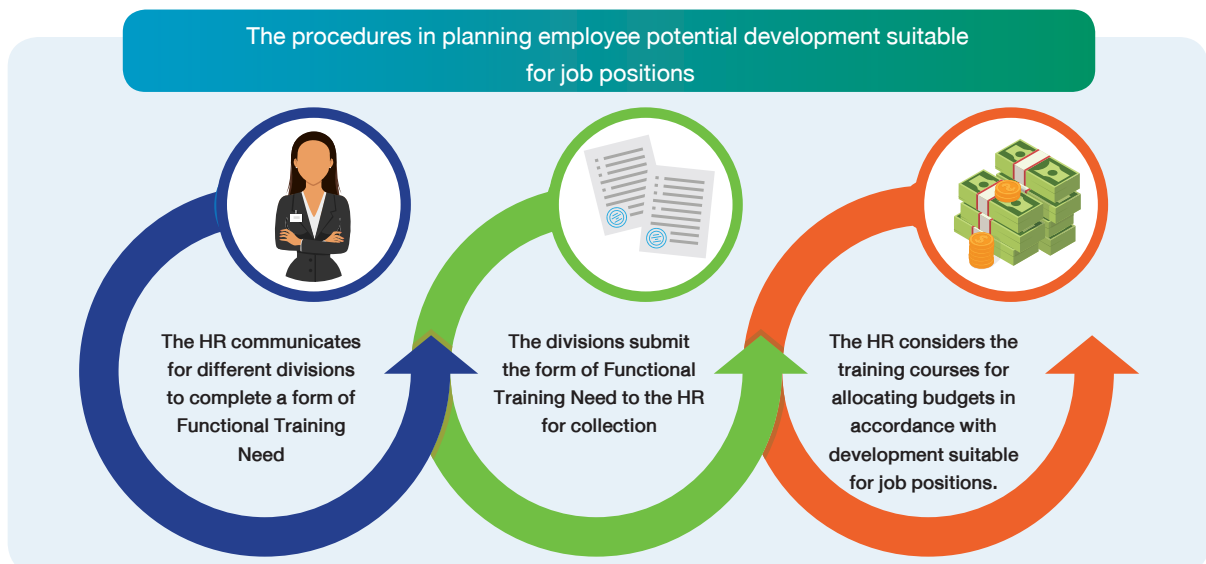 The procedures in planning employee potential development suitable
for job positions
The HR communicates
for different divisions
to complete a form of
Functional Training
Need
The divisions submit
the form of Functional
Training Need to the HR
for collection
The HR considers the
training courses for
allocating budgets in
accordance with
development suitable
for job positions.